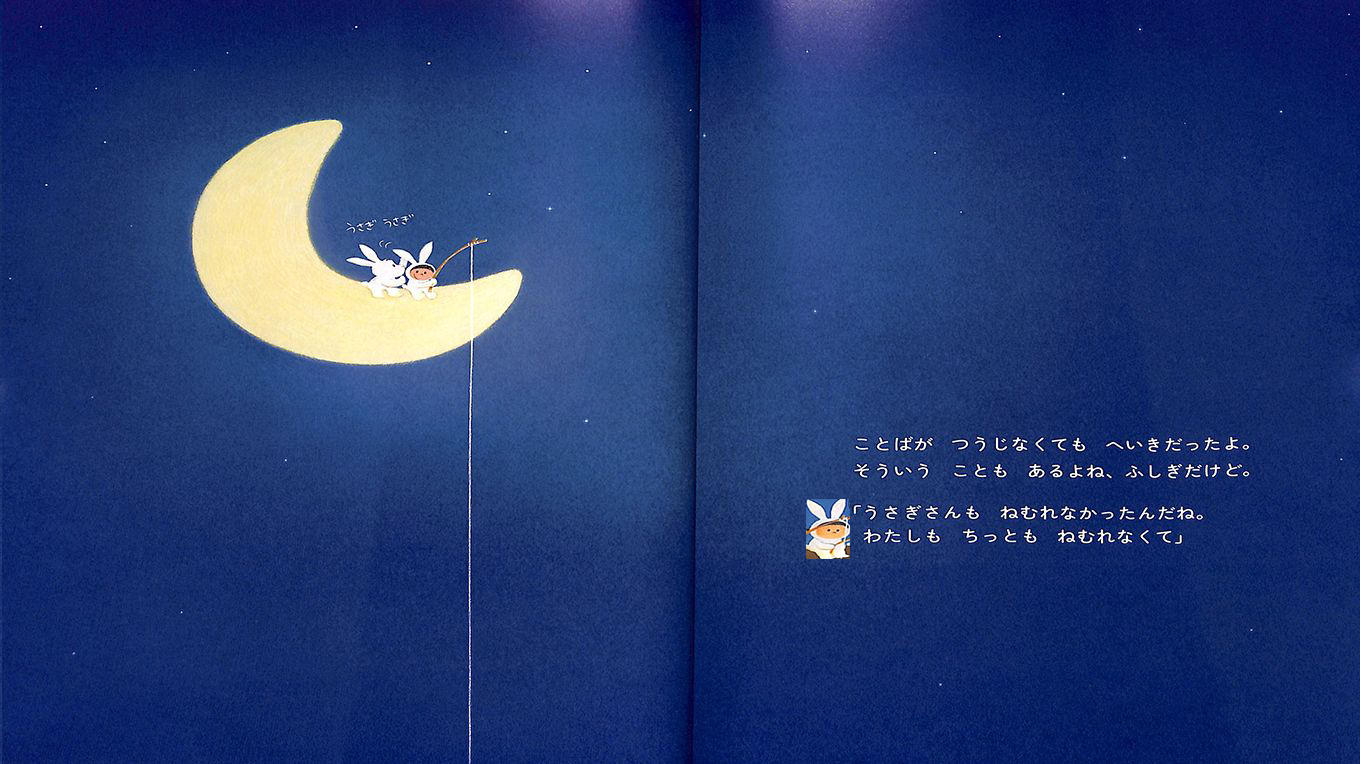 うさぎ うさぎ
ことばが　つうじなくても　へいきだったよ。
そういう　ことも　あるよね、ふしぎだけど。
「うさぎさんも　ねむれなかったんだね。
わたしも　ちっとも　ねむれなくて」